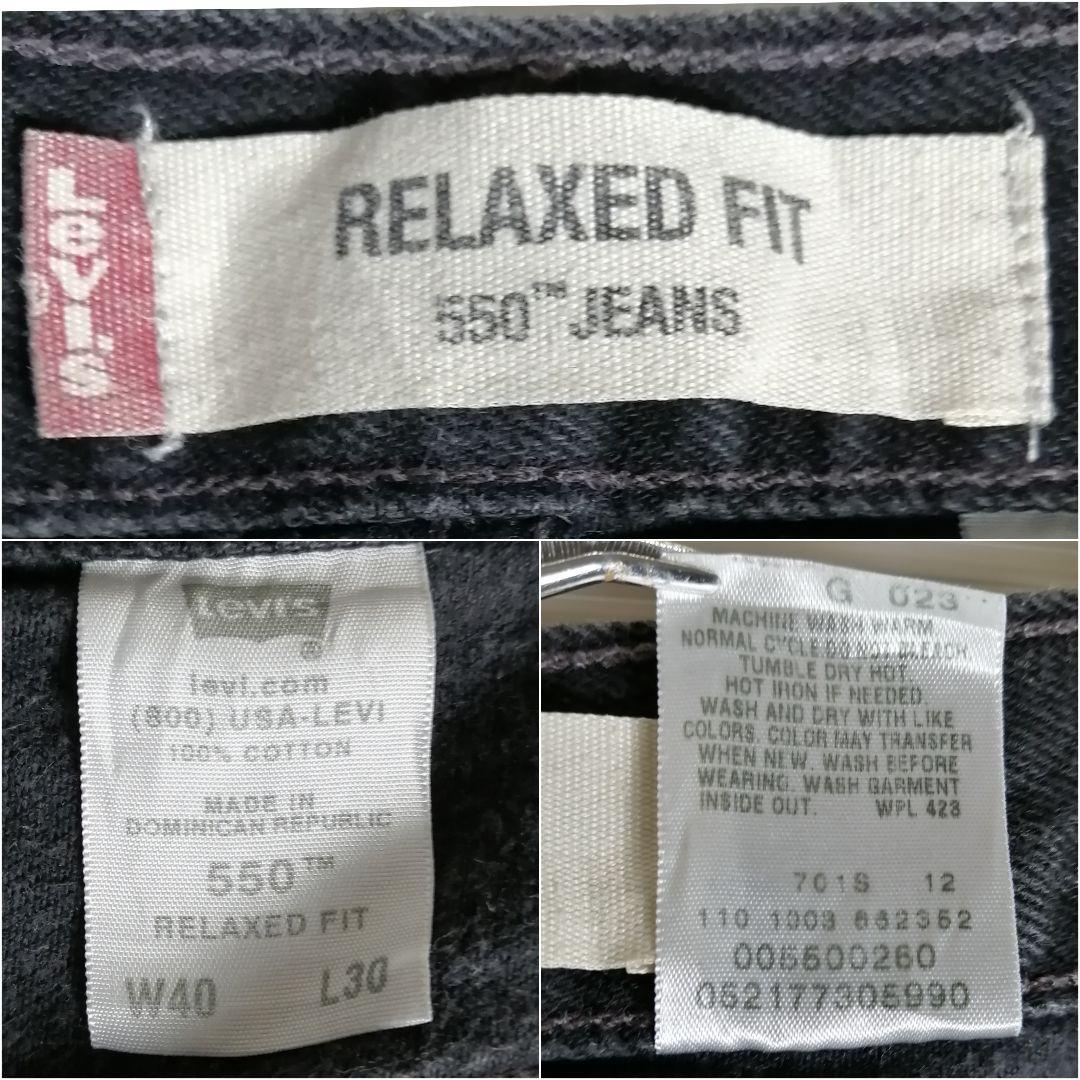 Levi's
RELAXED FIT
550™ JEANS
Levi's
®
levi.com
(800) USA-LEVI
100% COTTON
MADE IN
DOMINICAN REPUBLIC
550™
RELAXED FIT
W40 L30
G 023
MACHINE WASH WARM
NORMAL CYCLE DO NOT BLEACH
TUMBLE DRY HOT.
HOT IRON IF NEEDED.
WASH AND DRY WITH LIKE
COLORS. COLOR MAY TRANSFER
WHEN NEW. WASH BEFORE
WEARING. WASH GARMENT
INSIDE OUT. WPL 423
701S 12
110 1003
005500260
052177305990